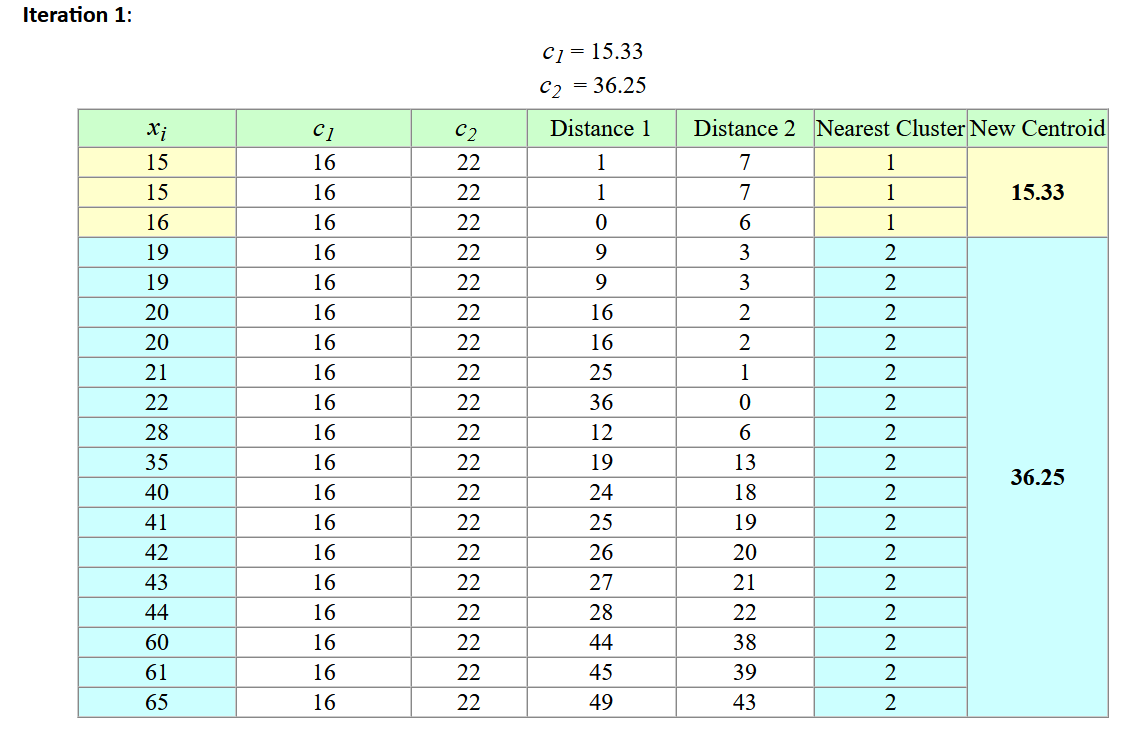 Iteration 1:
c1 = 15.33
c2 = 36.25
xi c1 c2 Distance 1 Distance 2 Nearest Cluster New Centroid
15 16 22 1 7 1
15 16 22 1 7 1 15.33
16 16 22 0 6 1
19 16 22 9 3 2
19 16 22 9 3 2
20 16 22 16 2 2
20 16 22 16 2 2
21 16 22 25 1 2
22 16 22 36 0 2
28 16 22 12 6 2
35 16 22 19 13 2
36.25
40 16 22 24 18 2
41 16 22 25 19 2
42 16 22 26 20 2
43 16 22 27 21 2
44 16 22 28 22 2
60 16 22 44 38 2
61 16 22 45 39 2
65 16 22 49 43 2